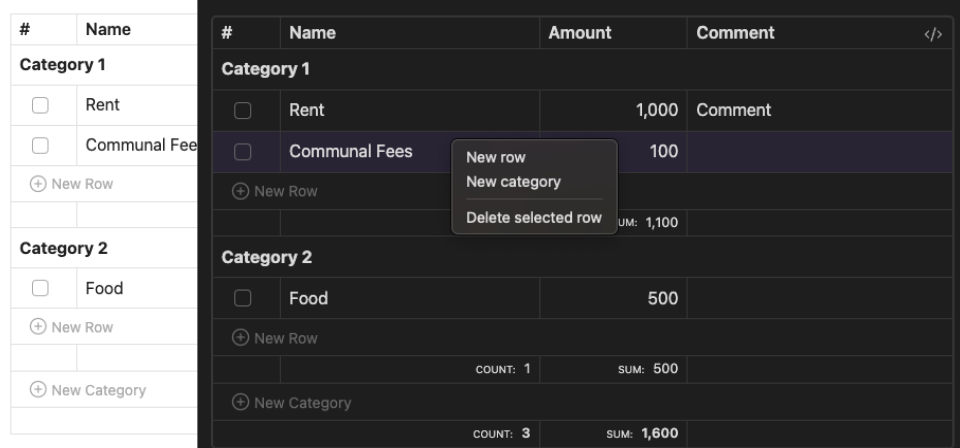 # Name
Category 1
Rent
Communal Fee
New Row
Category 2
Food
New Row
New Category
# Name Amount Comment </>
Category 1
Rent 1,000 Comment
Communal Fees 100
New row
New category
Delete selected row
New Row
UM: 1,100
Category 2
Food 500
New Row
COUNT: 1 SUM: 500
New Category
COUNT: 3 SUM: 1,600